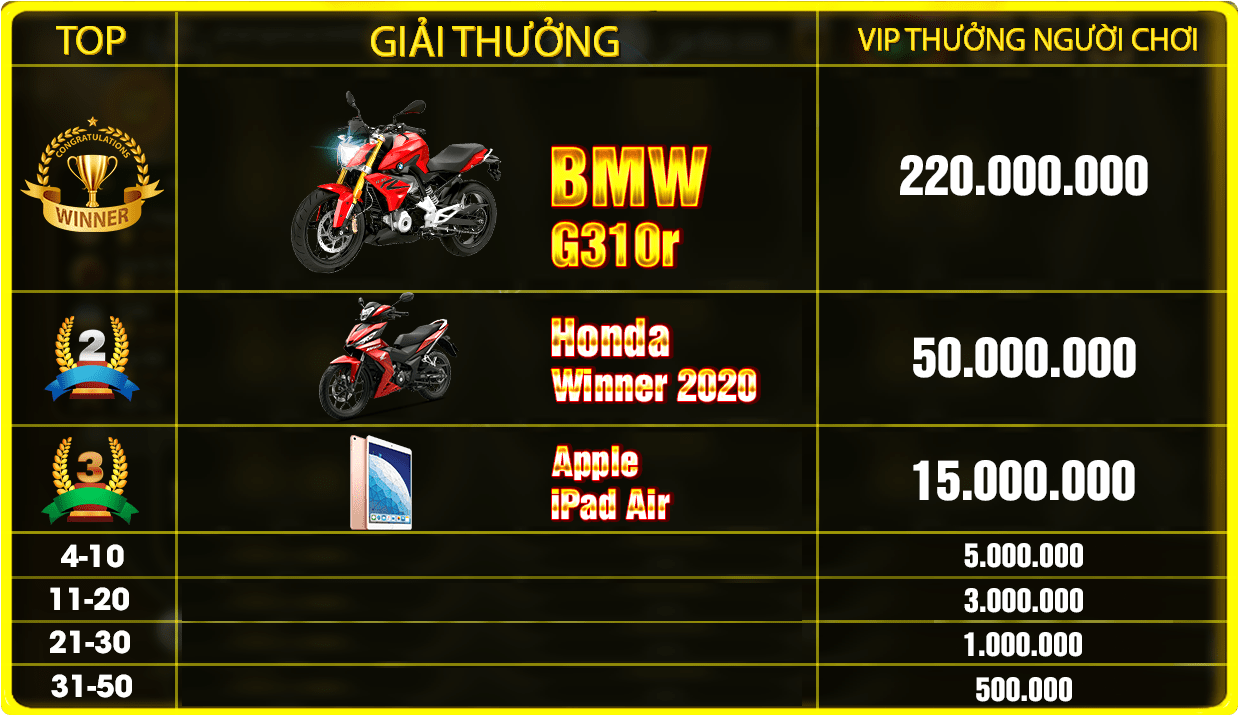 TOP
GIẢI THƯỞNG
VIP THƯỞNG NGƯỜI CHƠI
CONGRATULATIONS
WINNER
BMW
G310r
220.000.000
2
Honda
Winner 2020
50.000.000
3
Apple
iPad Air
15.000.000
4-10
5.000.000
11-20
3.000.000
21-30
1.000.000
31-50
500.000